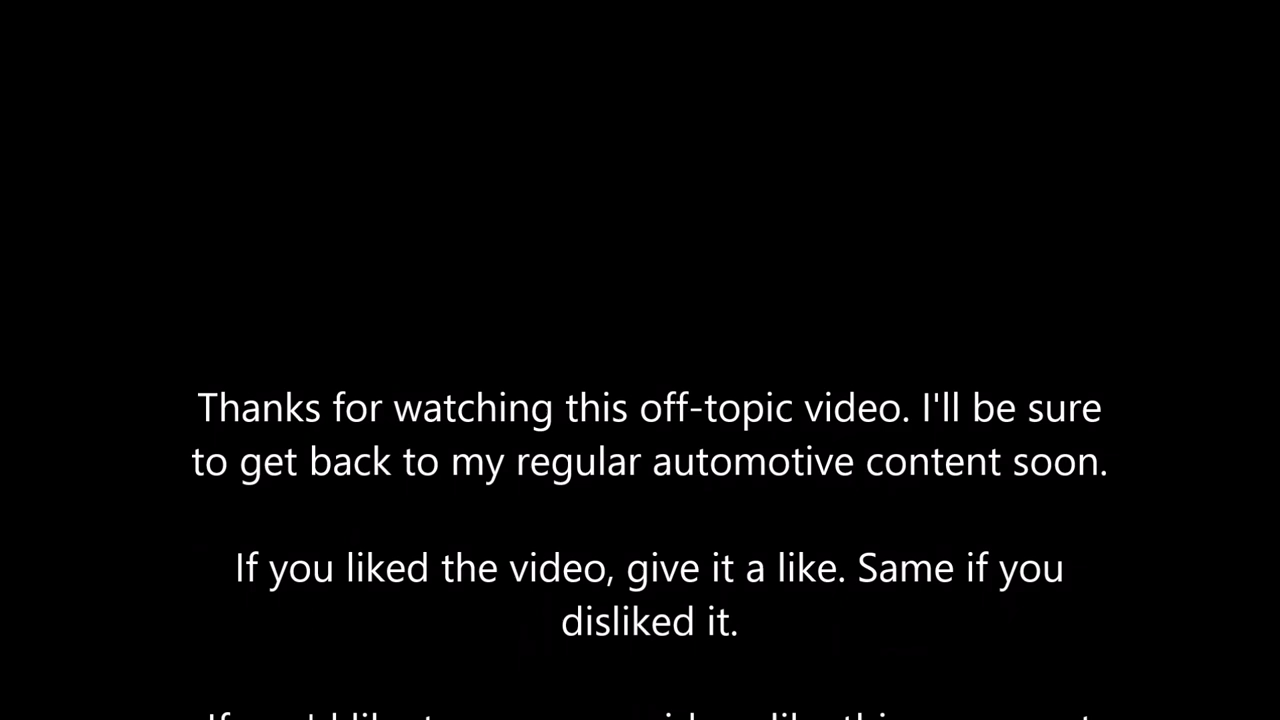 Thanks for watching this off-topic video. I'll be sure
to get back to my regular automotive content soon.
If you liked the video, give it a like. Same if you
disliked it.